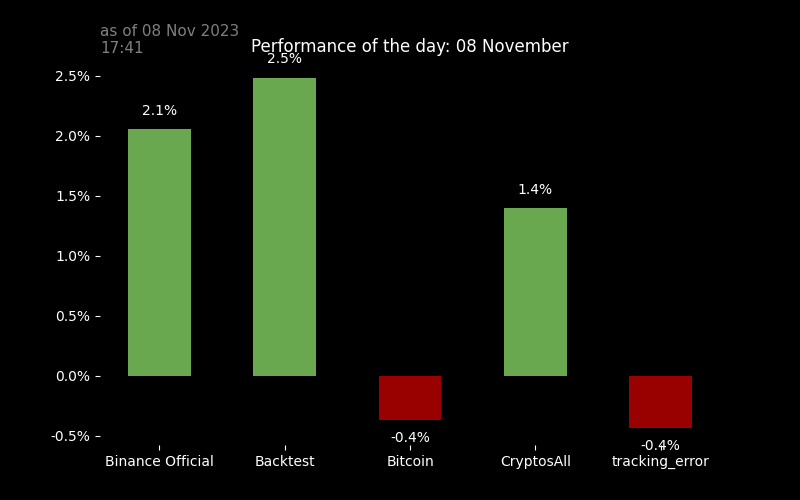 as of 08 Nov 2023
17:41
Performance of the day: 08 November
2.5%
2.5%
2.1%
2.0%
1.5%
1.4%
1.0%
0.5%
0.0%
-0.5%
-0.4%
-0.4%
Binance Official
Backtest
Bitcoin
CryptosAll
tracking_error